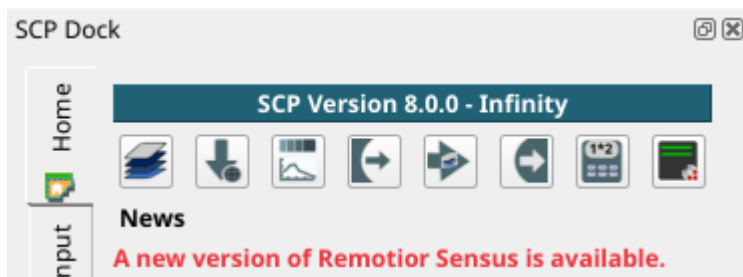 SCP Dock
Home
SCP Version 8.0.0 - Infinity
1*2
News
A new version of Remotior Sensus is available.